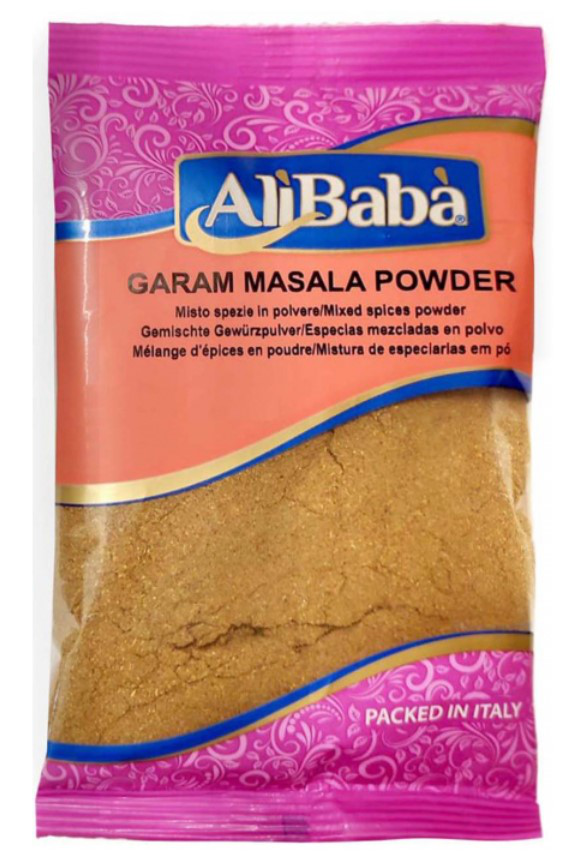 AlìBabà®
GARAM MASALA POWDER
Misto spezie in polvere/Mixed spices powder
Gemischte Gewürzpulver/Especias mezcladas en polvo
Mélange d'épices en poudre/Mistura de especiarias em pó
PACKED IN ITALY